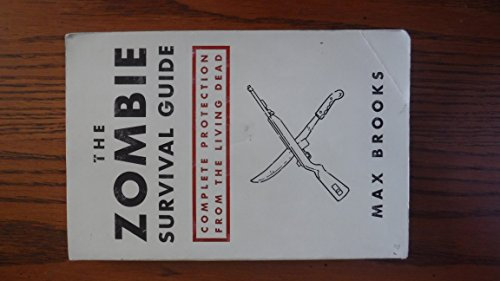 THE
ZOMBIE
SURVIVAL GUIDE
COMPLETE PROTECTION
FROM THE LIVING DEAD
MAX BROOKS